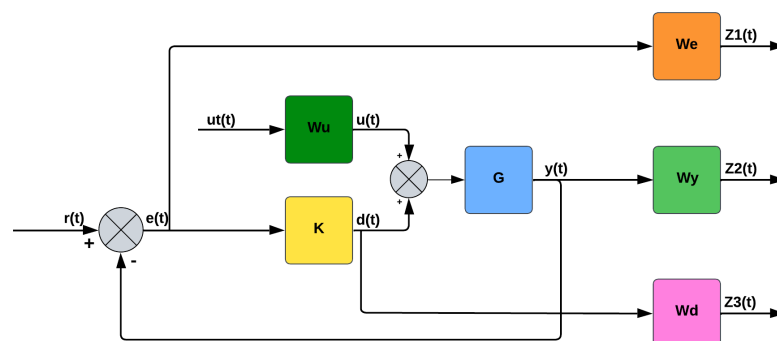 We
Z1(t)
ut(t)
Wu
u(t)
+
G
y(t)
Wy
Z2(t)
+
r(t)
+
e(t)
K
d(t)
-
Wd
Z3(t)